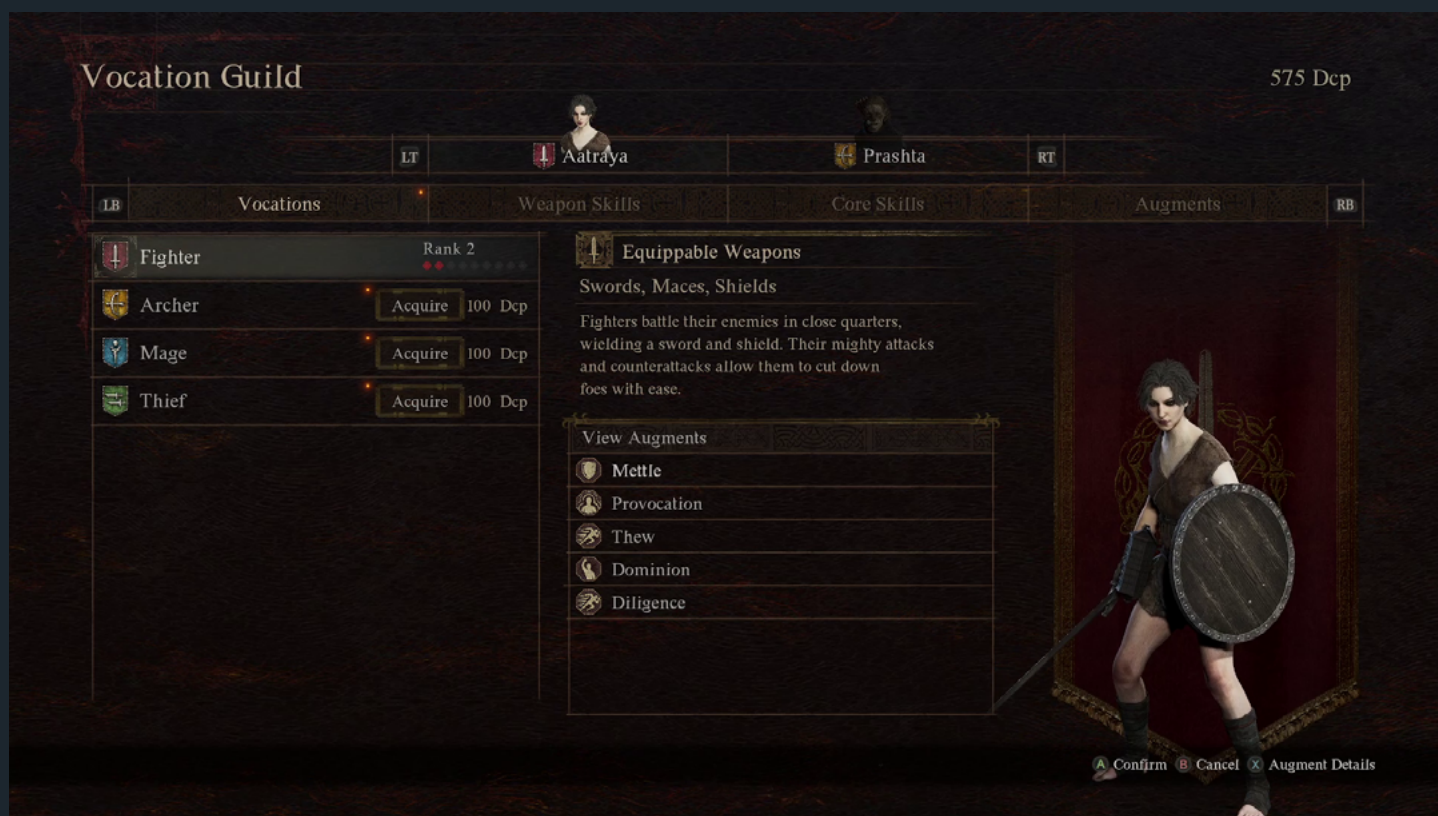 Vocation Guild
575 Dcp
LT
Aatraya
Prashta
RT
LB
Vocations
Weapon Skills
Core Skills
Augments
RB
Fighter
Rank 2
Archer
Acquire 100 Dcp
Mage
Acquire 100 Dcp
Thief
Acquire 100 Dcp
Equippable Weapons
Swords, Maces, Shields
Fighters battle their enemies in close quarters,
wielding a sword and shield. Their mighty attacks
and counterattacks allow them to cut down
foes with ease.
View Augments
Mettle
Provocation
Thew
Dominion
Diligence
A Confirm B Cancel X Augment Details